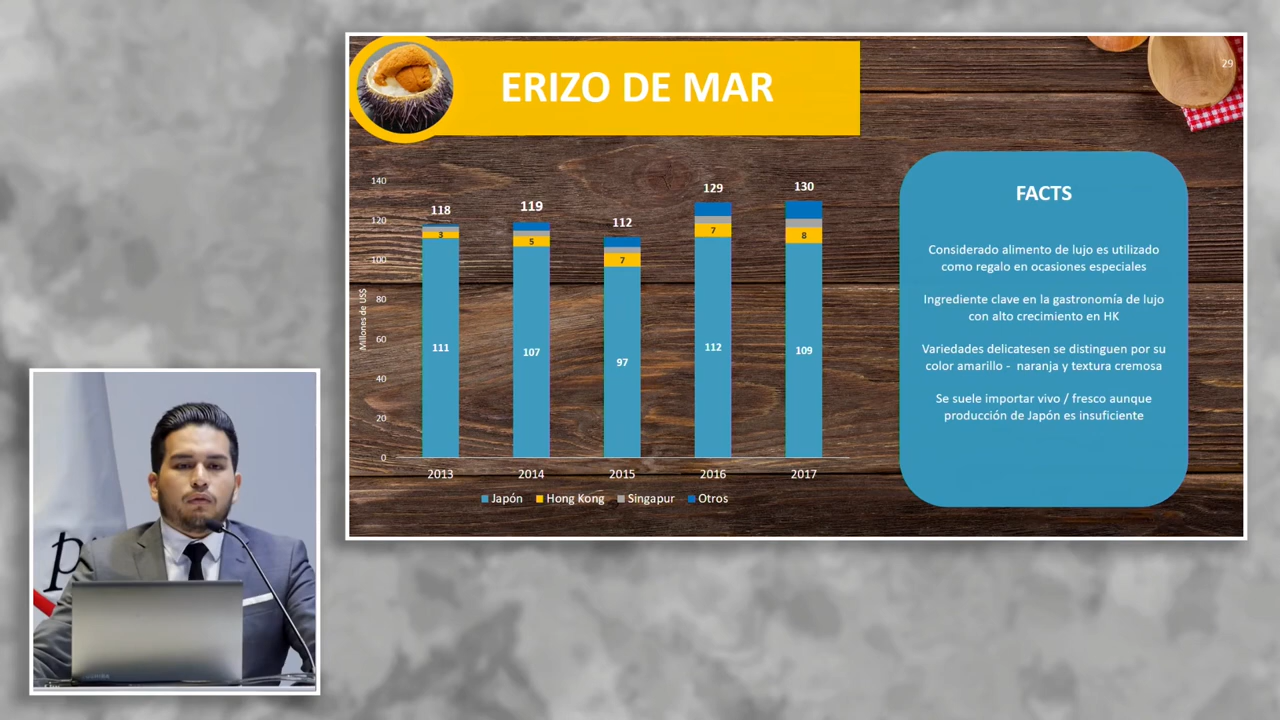 ERIZO DE MAR
29
140
120
100
80
60
40
20
0
Millones de US$
118
119
112
129
130
3
5
7
7
8
111
107
97
112
109
2013
2014
2015
2016
2017
Japón
Hong Kong
Singapur
Otros
FACTS
Considerado alimento de lujo es utilizado
como regalo en ocasiones especiales
Ingrediente clave en la gastronomía de lujo
con alto crecimiento en HK
Variedades delicatesen se distinguen por su
color amarillo - naranja y textura cremosa
Se suele importar vivo / fresco aunque
producción de Japón es insuficiente